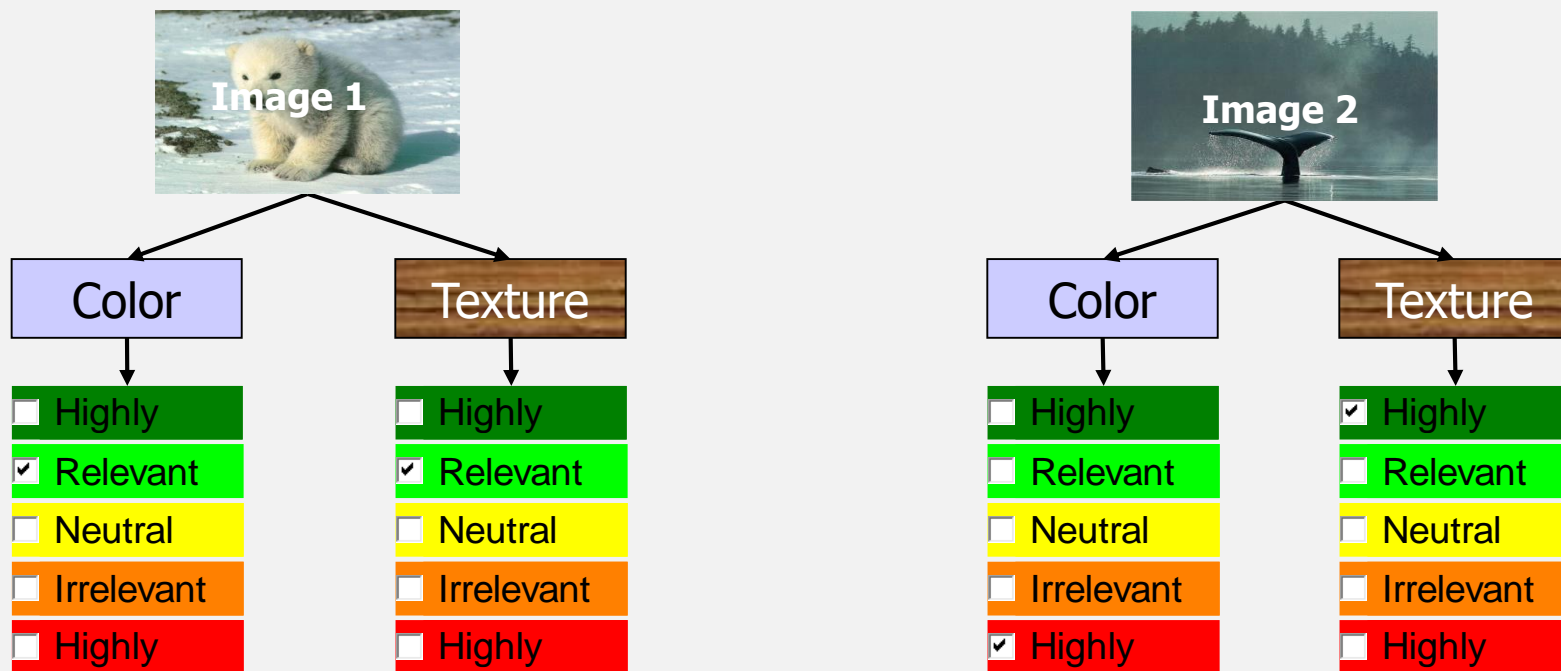 Image 1
Image 2
Color
Texture
Color
Texture
Highly
Relevant
Neutral
Irrelevant
Highly
Highly
Relevant
Neutral
Irrelevant
Highly
Highly
Relevant
Neutral
Irrelevant
Highly
Highly
Relevant
Neutral
Irrelevant
Highly